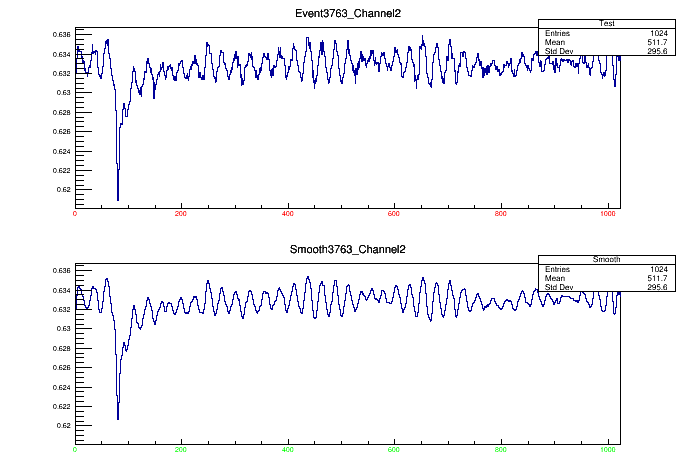 Event3763_Channel2
Test
Entries 1024
Mean 511.7
Std Dev 295.6
0.636
0.634
0.632
0.63
0.628
0.626
0.624
0.622
0.62
0 200 400 600 800 1000
Smooth3763_Channel2
Smooth
Entries 1024
Mean 511.7
Std Dev 295.6
0.636
0.634
0.632
0.63
0.628
0.626
0.624
0.622
0.62
0 200 400 600 800 1000